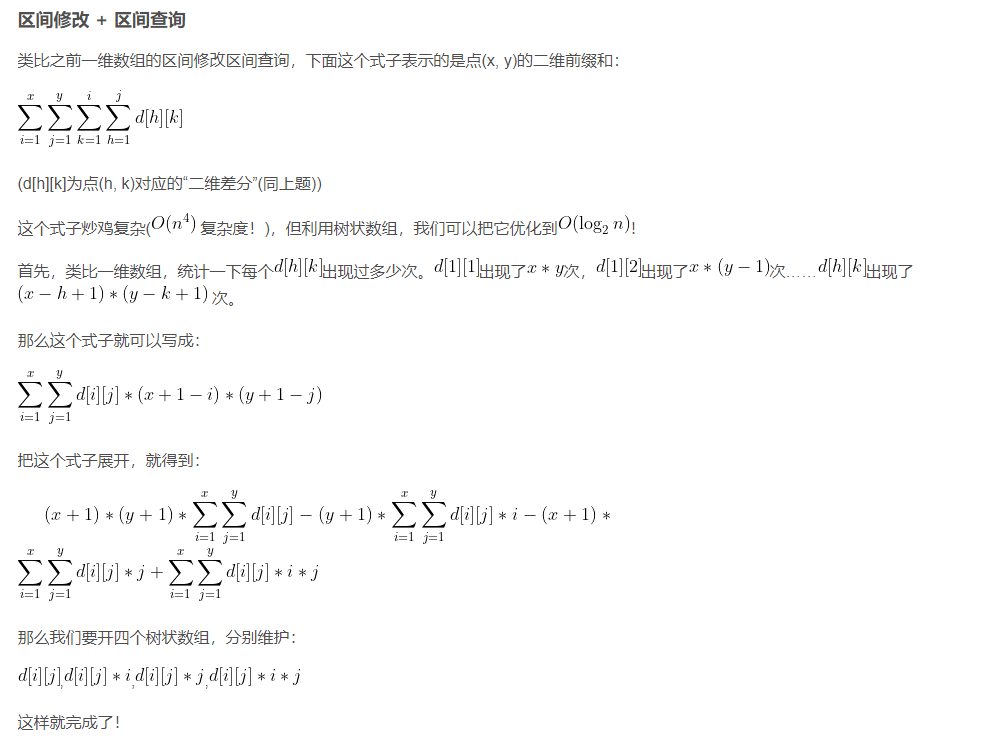 区间修改 + 区间查询
类比之前一维数组的区间修改区间查询，下面这个式子表示的是点(x, y)的二维前缀和：
$\sum_{i=1}^{x}\sum_{j=1}^{y}\sum_{k=1}^{i}\sum_{h=1}^{j}d[h][k]$
(d[h][k]为点(h, k)对应的“二维差分”(同上题))
这个式子炒鸡复杂($O(n^4)$ 复杂度！)，但利用树状数组，我们可以把它优化到$O(\log_2 n)$!
首先，类比一维数组，统计一下每个$d[h][k]$出现过多少次。$d[1][1]$出现了$x*y$次，$d[1][2]$出现了$x*(y-1)$次……$d[h][k]$出现了
$(x-h+1)*(y-k+1)$ 次。
那么这个式子就可以写成：
$\sum_{i=1}^{x}\sum_{j=1}^{y}d[i][j]*(x+1-i)*(y+1-j)$
把这个式子展开，就得到：
$(x+1)*(y+1)*\sum_{i=1}^{x}\sum_{j=1}^{y}d[i][j]-(y+1)*\sum_{i=1}^{x}\sum_{j=1}^{y}d[i][j]*i-(x+1)*$
$\sum_{i=1}^{x}\sum_{j=1}^{y}d[i][j]*j+\sum_{i=1}^{x}\sum_{j=1}^{y}d[i][j]*i*j$
那么我们要开四个树状数组，分别维护：
$d[i][j]$,$d[i][j]*i$,$d[i][j]*j$,$d[i][j]*i*j$
这样就完成了！